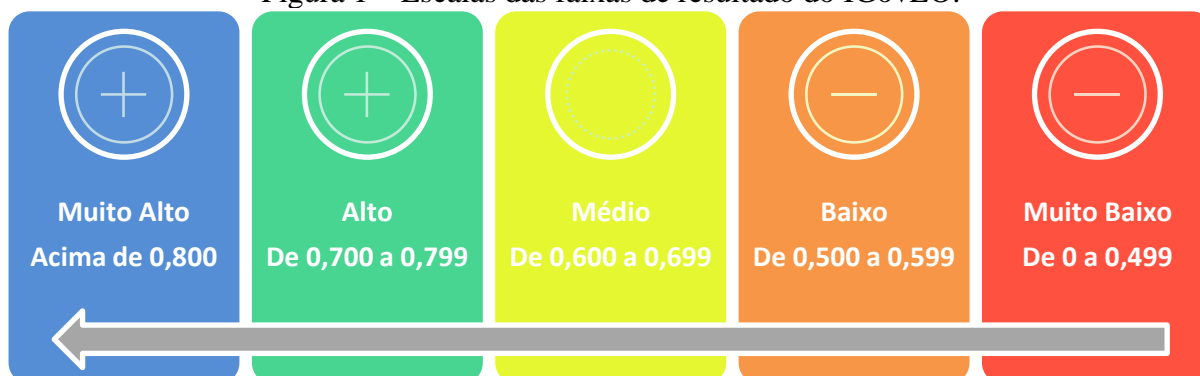 Muito Alto
Acima de 0,800
Alto
De 0,700 a 0,799
Médio
De 0,600 a 0,699
Baixo
De 0,500 a 0,599
Muito Baixo
De 0 a 0,499